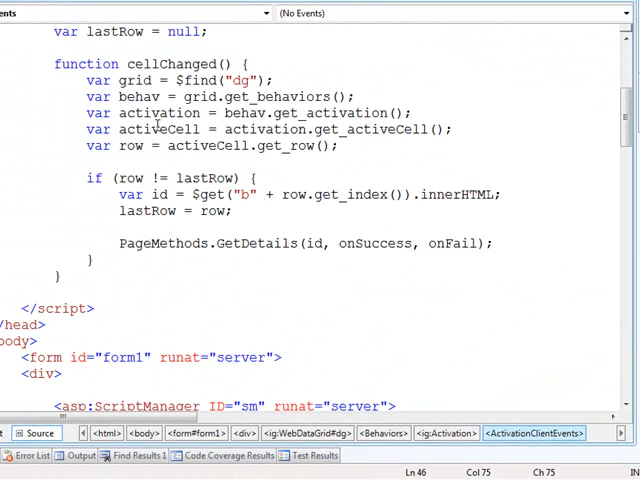 ents
(No Events)
var lastRow = null;
function cellChanged() {
var grid = $find("dg");
var behav = grid.get_behaviors();
var activation = behav.get_activation();
var activeCell = activation.get_activeCell();
var row = activeCell.get_row();
if (row != lastRow) {
var id = $get("b" + row.get_index()).innerHTML;
lastRow = row;
PageMethods.GetDetails(id, onSuccess, onFail);
}
}
</script>
/head>
body>
<form id="form1" runat="server">
<div>
<asp:ScriptManager ID="sm" runat="server">
t
Source
<html>
<body>
<form#form1>
<div>
<ig:WebDataGrid#dg>
<Behaviors>
<ig:Activation>
<ActivationClientEvents>
Error List
Output
Find Results 1
Code Coverage Results
Test Results
Ln 46
Col 75
Ch 75
IN